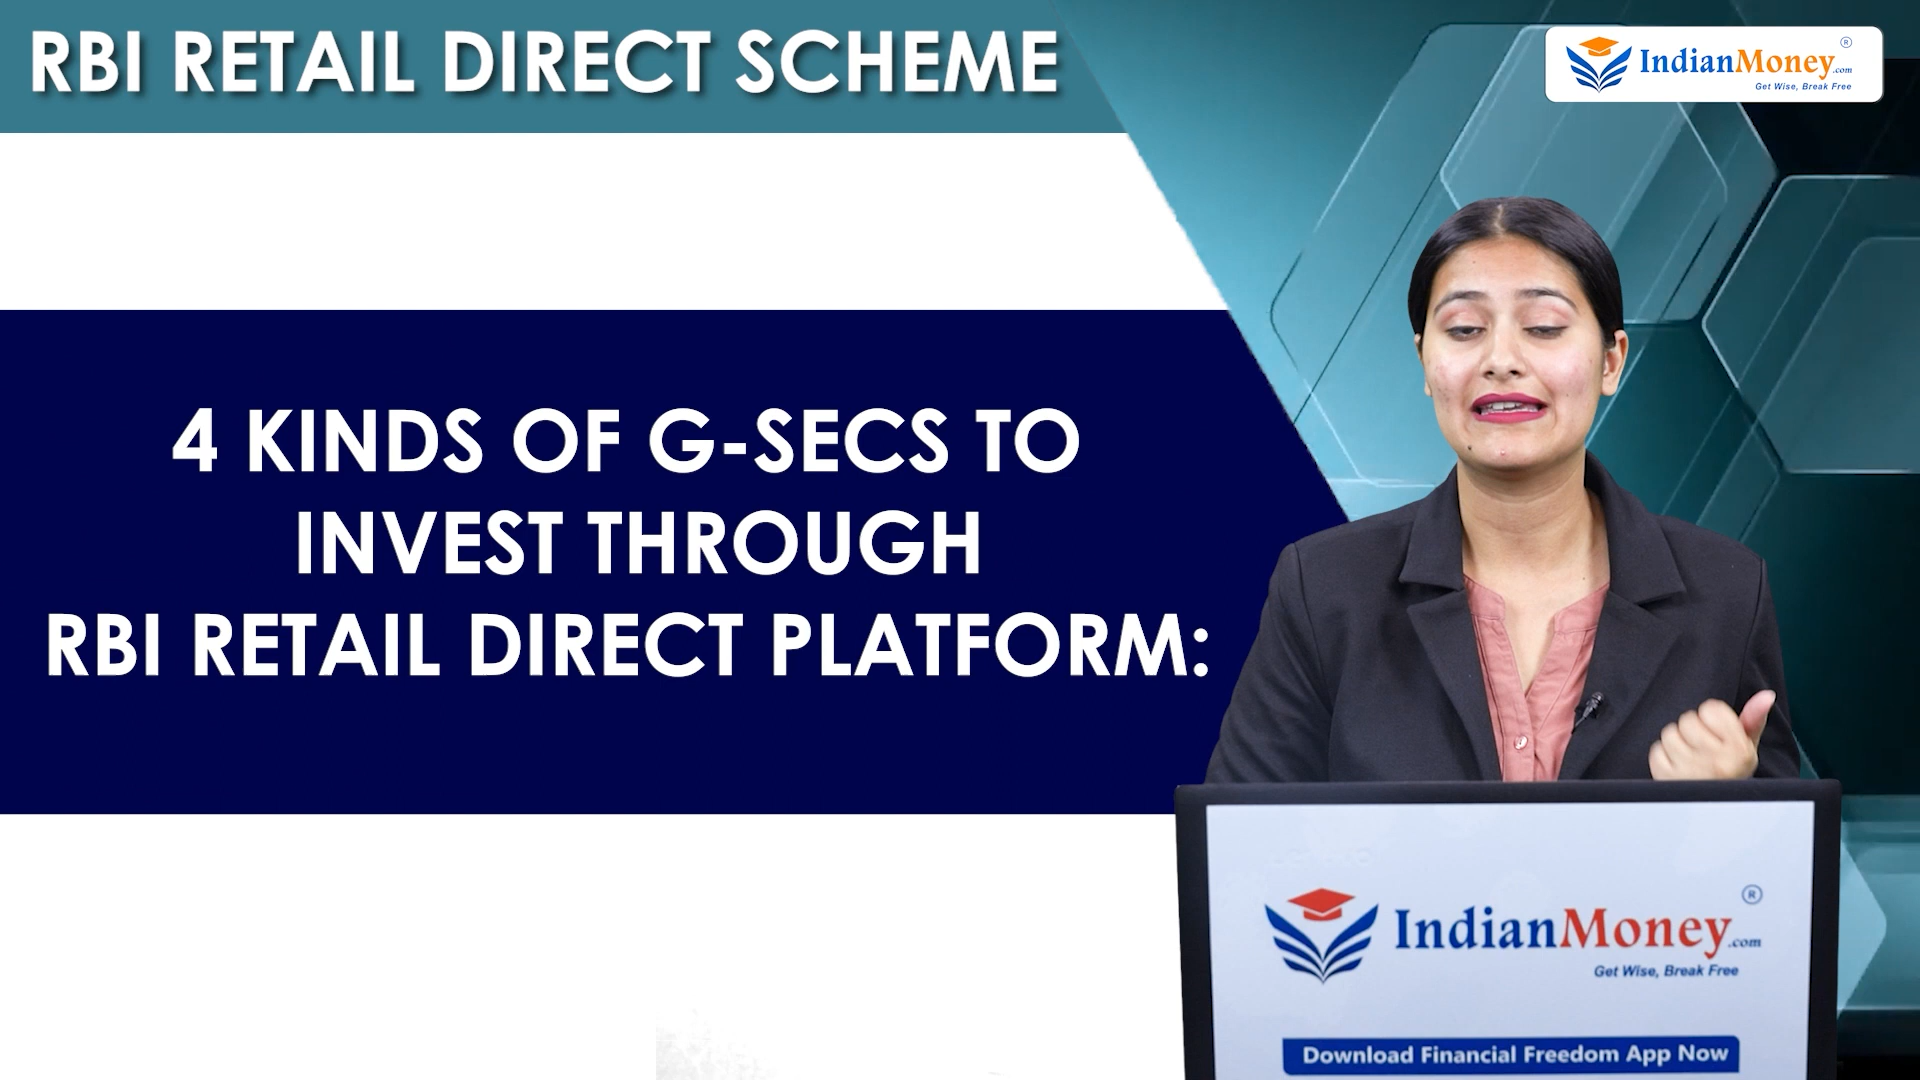 RBI RETAIL DIRECT SCHEME
IndianMoney.com
®
Get Wise, Break Free
4 KINDS OF G-SECS TO
INVEST THROUGH
RBI RETAIL DIRECT PLATFORM:
®
IndianMoney.com
Get Wise, Break Free
Download Financial Freedom App Now